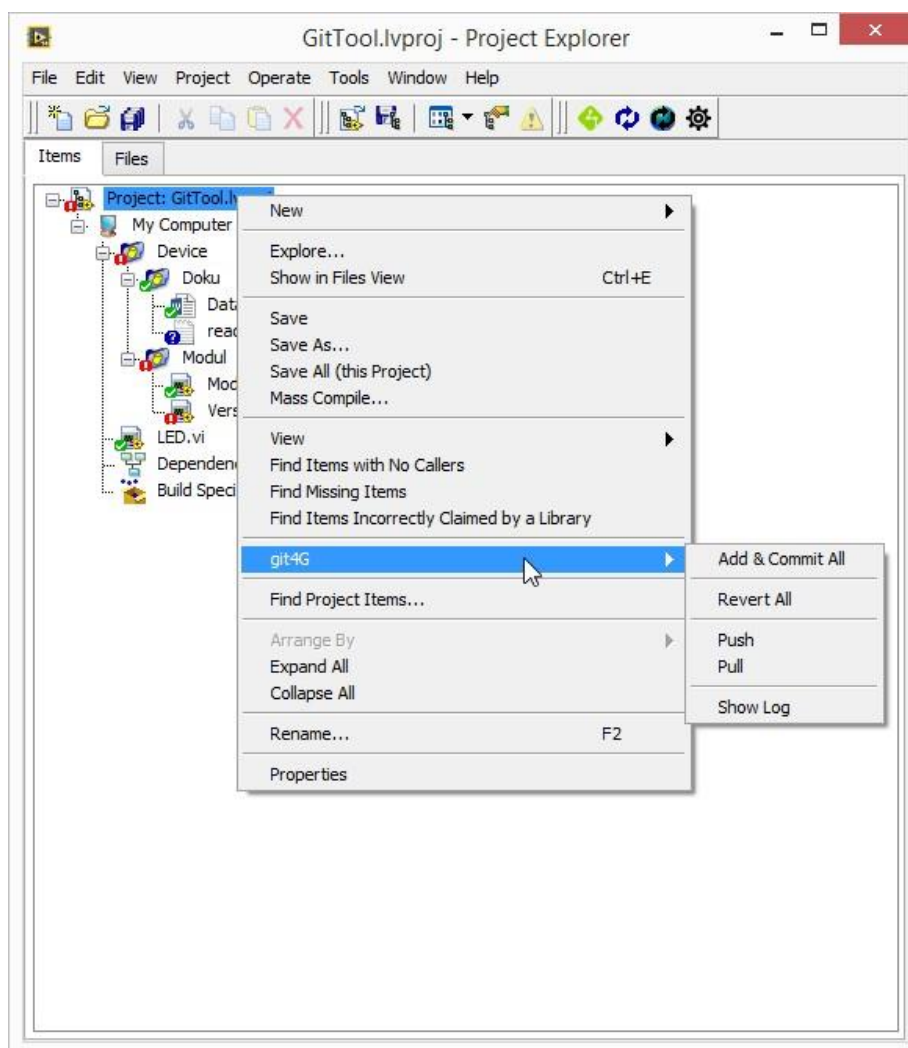 GitTool.lvproj - Project Explorer
File Edit View Project Operate Tools Window Help
Items Files
Project: GitTool.lv
My Computer
Device
Doku
Data
read
Modul
Mod
Vers
LED.vi
Dependen
Build Speci
New
Explore...
Show in Files View Ctrl+E
Save
Save As...
Save All (this Project)
Mass Compile...
View
Find Items with No Callers
Find Missing Items
Find Items Incorrectly Claimed by a Library
git4G
Find Project Items...
Arrange By
Expand All
Collapse All
Rename... F2
Properties
Add & Commit All
Revert All
Push
Pull
Show Log